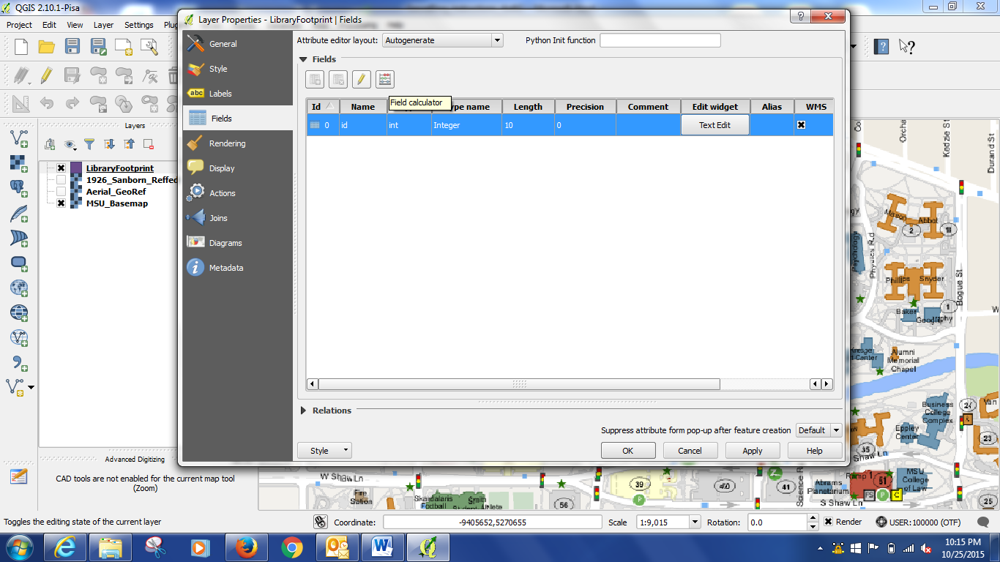 QGIS 2.10.1-Pisa
Project Edit View Layer Settings
Layer Properties - LibraryFootprint | Fields
General
Style
Labels
Fields
Rendering
Display
Actions
Joins
Diagrams
Metadata
Attribute editor layout: Autogenerate Python Init function
Fields
Field calculator
Id Name ype name Length Precision Comment Edit widget Alias WMS
0 id int Integer 10 0 Text Edit
Relations
Suppress attribute form pop-up after feature creation Default
Style OK Cancel Apply Help
Layers
LibraryFootprint
1926_Sanborn_Reffed
Aerial_GeoRef
MSU_Basemap
Advanced Digitizing
CAD tools are not enabled for the current map tool
(Zoom)
Orcha
Kedzie St
Durand St
Mason
Abbot
2
18
Psychology
Physics Rd
Phillips
Snyder
Bogue St
1
Baker
Alumni
Memorial
Chapel
t Center
Business
College
Complex
24
Van
Eppley
Center
23
35
Shaw Ln
MSU
College
of Law
Ramp 1
51
Abrams
Planetarium
FS P C
25
S Shaw Ln
W Shaw Ln
Fire
Station
Skandalaris
Football
Smith
56
39
P
40
41
Toggles the editing state of the current layer
Coordinate: -9405652,5270655
Scale 1:9,015
Rotation: 0.0
Render
USER:100000 (OTF)
10:15 PM
10/25/2015